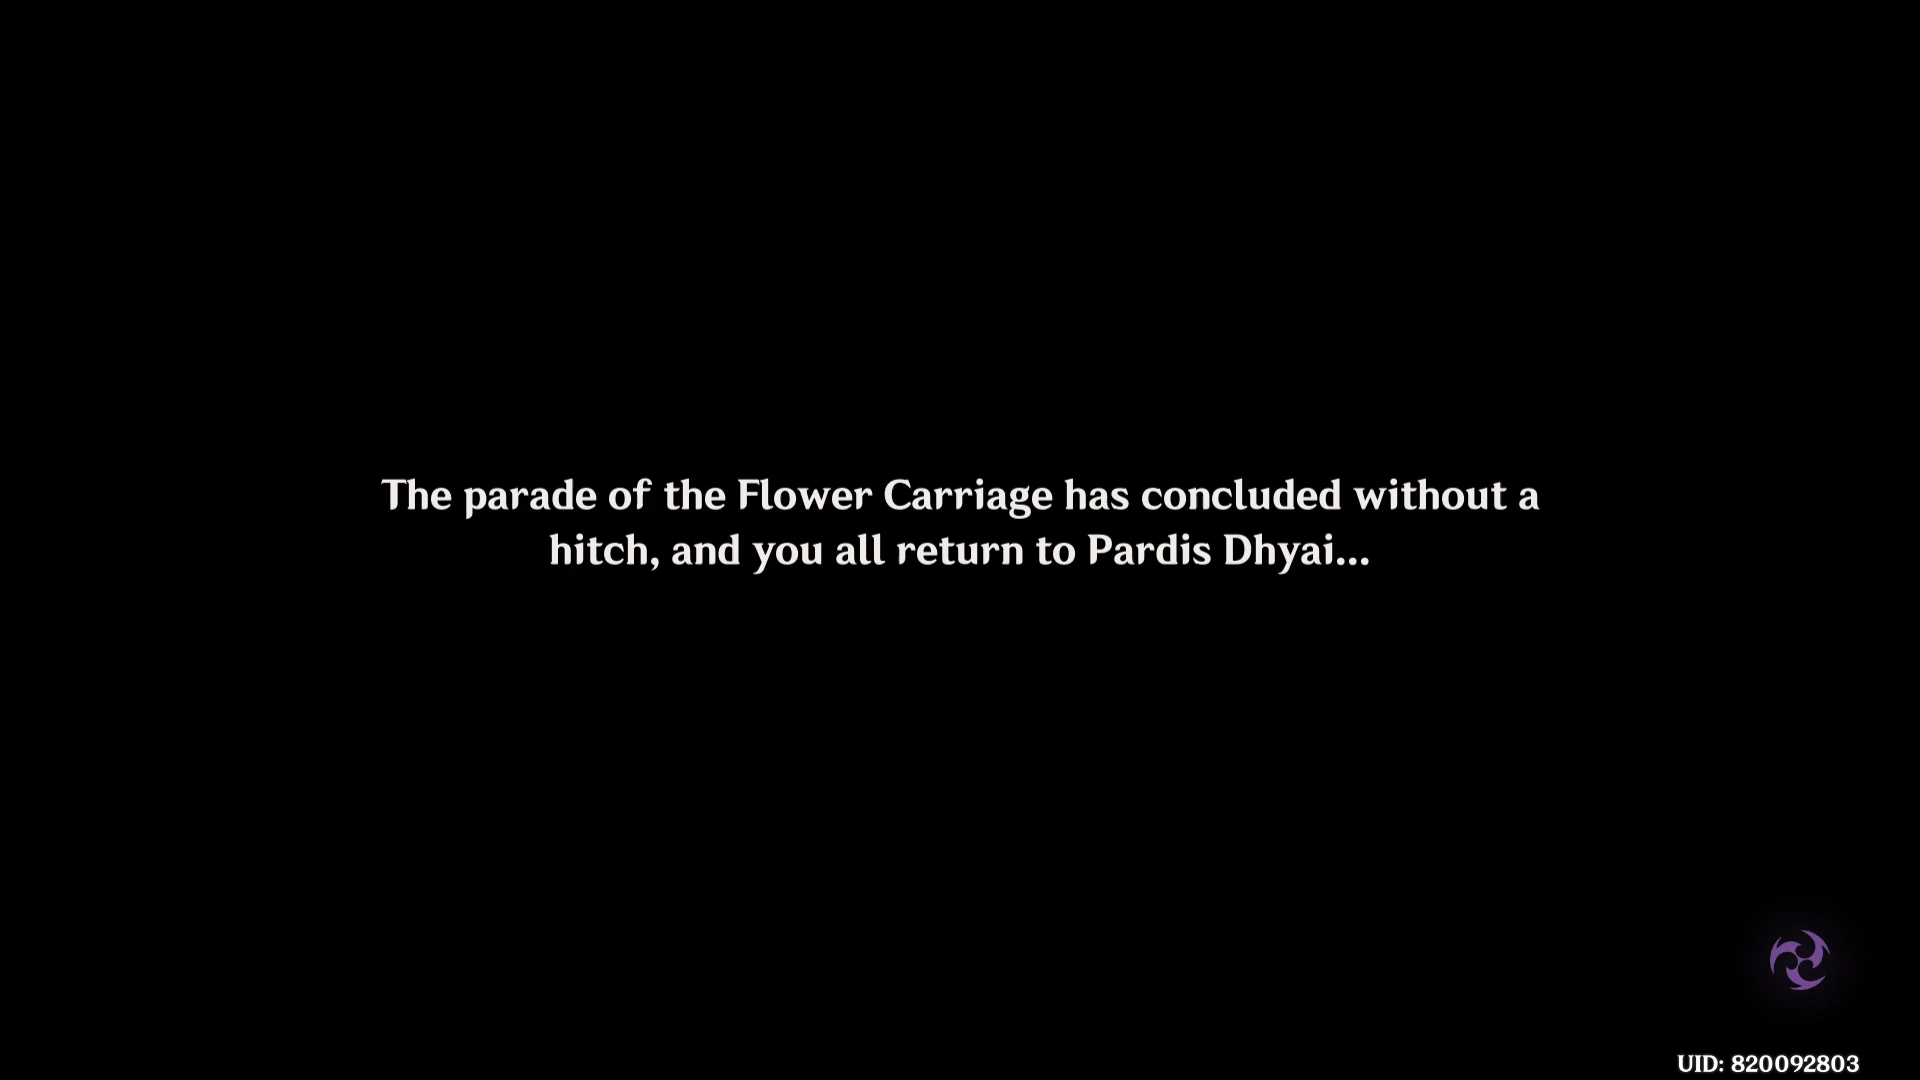 The parade of the Flower Carriage has concluded without a
hitch, and you all return to Pardis Dhyai...
UID: 820092803